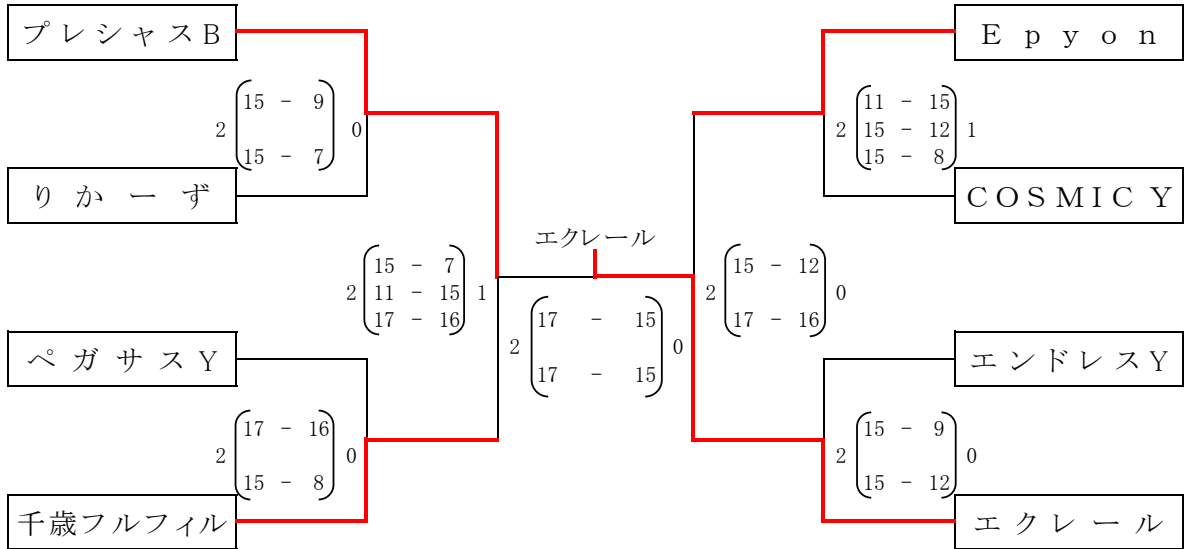 プレシャスB
2 15 - 9 0
15 - 7
りかーず
2 15 - 7 1
11 - 15
17 - 16
ペガサスY
2 17 - 16 0
15 - 8
千歳フルフィル
エクレール
2 17 - 15 0
17 - 15
Epyon
2 11 - 15 1
15 - 12
15 - 8
COSMIC Y
2 15 - 12 0
17 - 16
エンドレスY
2 15 - 9 0
15 - 12
エクレール